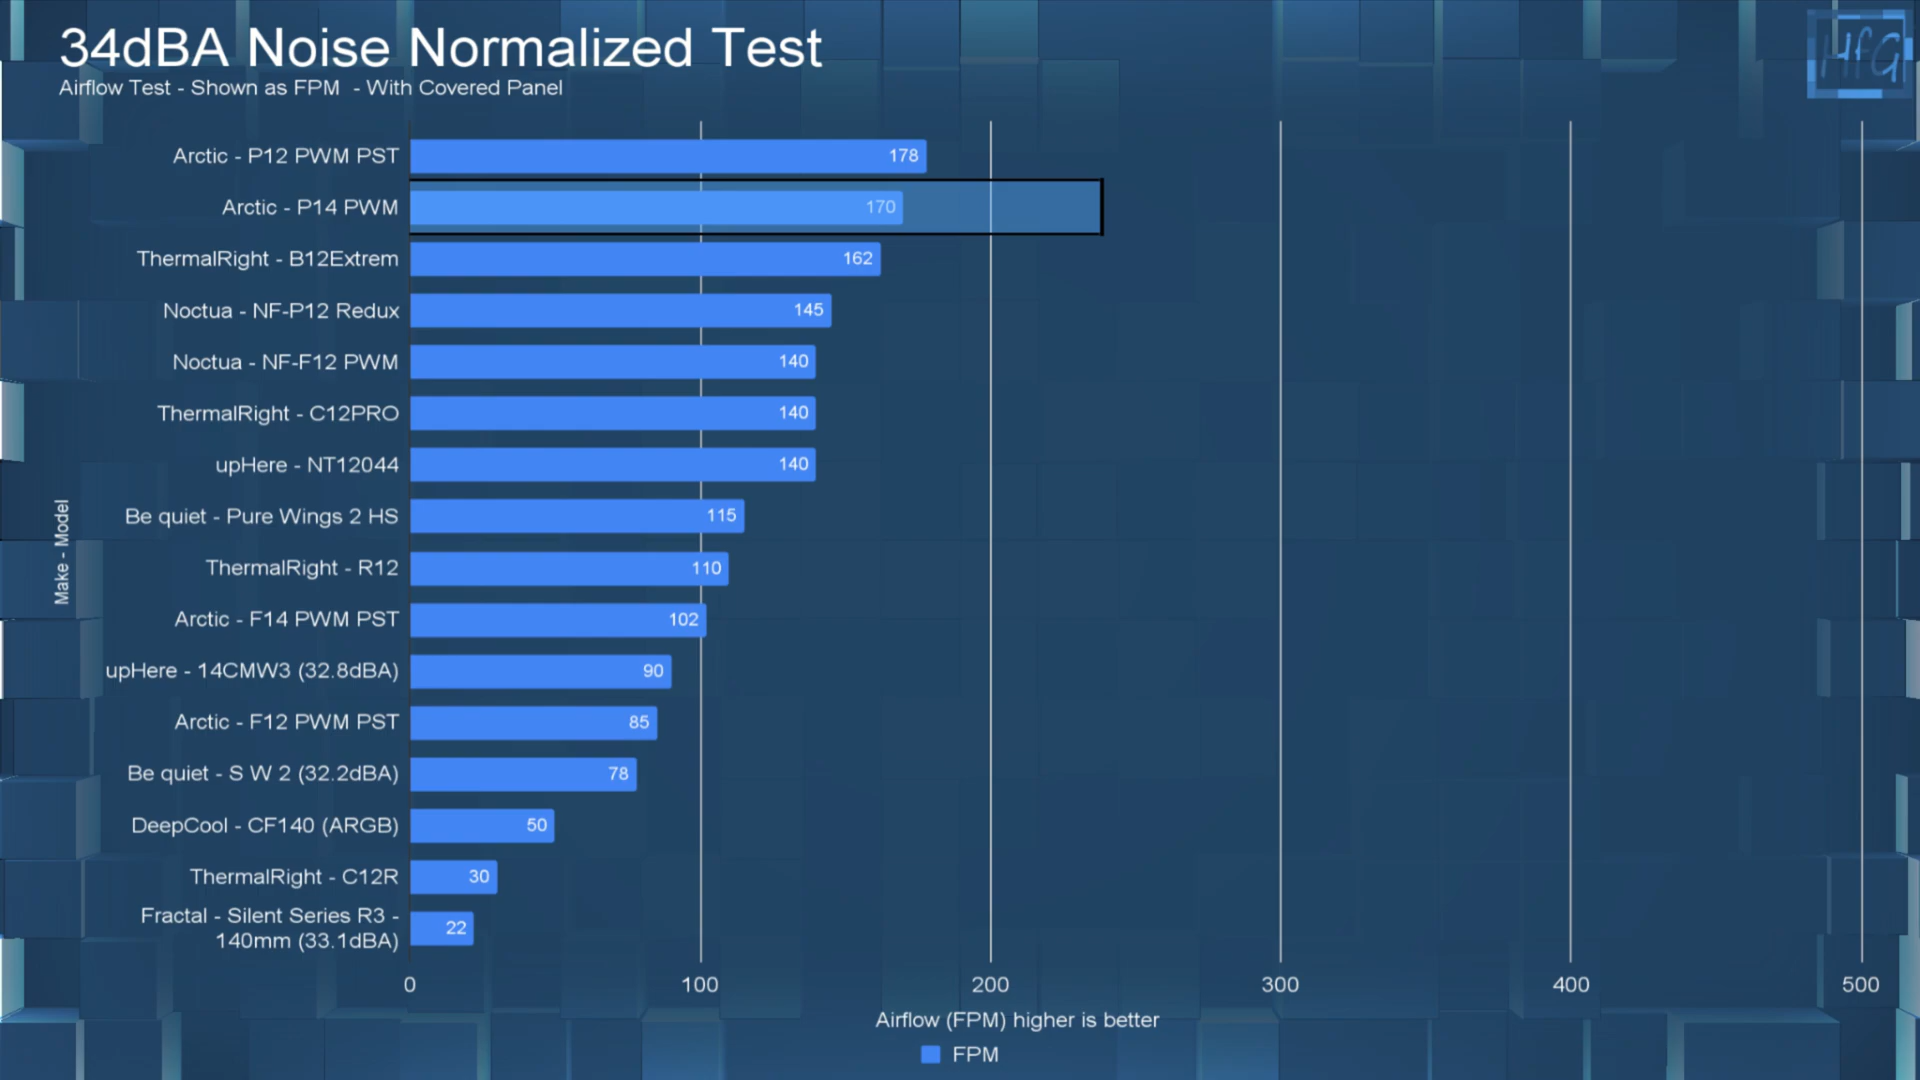 34dBA Noise Normalized Test
Airflow Test - Shown as FPM - With Covered Panel
HfG
Make - Model
Arctic - P12 PWM PST 178
Arctic - P14 PWM 170
ThermalRight - B12Extrem 162
Noctua - NF-P12 Redux 145
Noctua - NF-F12 PWM 140
ThermalRight - C12PRO 140
upHere - NT12044 140
Be quiet - Pure Wings 2 HS 115
ThermalRight - R12 110
Arctic - F14 PWM PST 102
upHere - 14CMW3 (32.8dBA) 90
Arctic - F12 PWM PST 85
Be quiet - S W 2 (32.2dBA) 78
DeepCool - CF140 (ARGB) 50
ThermalRight - C12R 30
Fractal - Silent Series R3 -
140mm (33.1dBA) 22
0 100 200 300 400 500
Airflow (FPM) higher is better
FPM